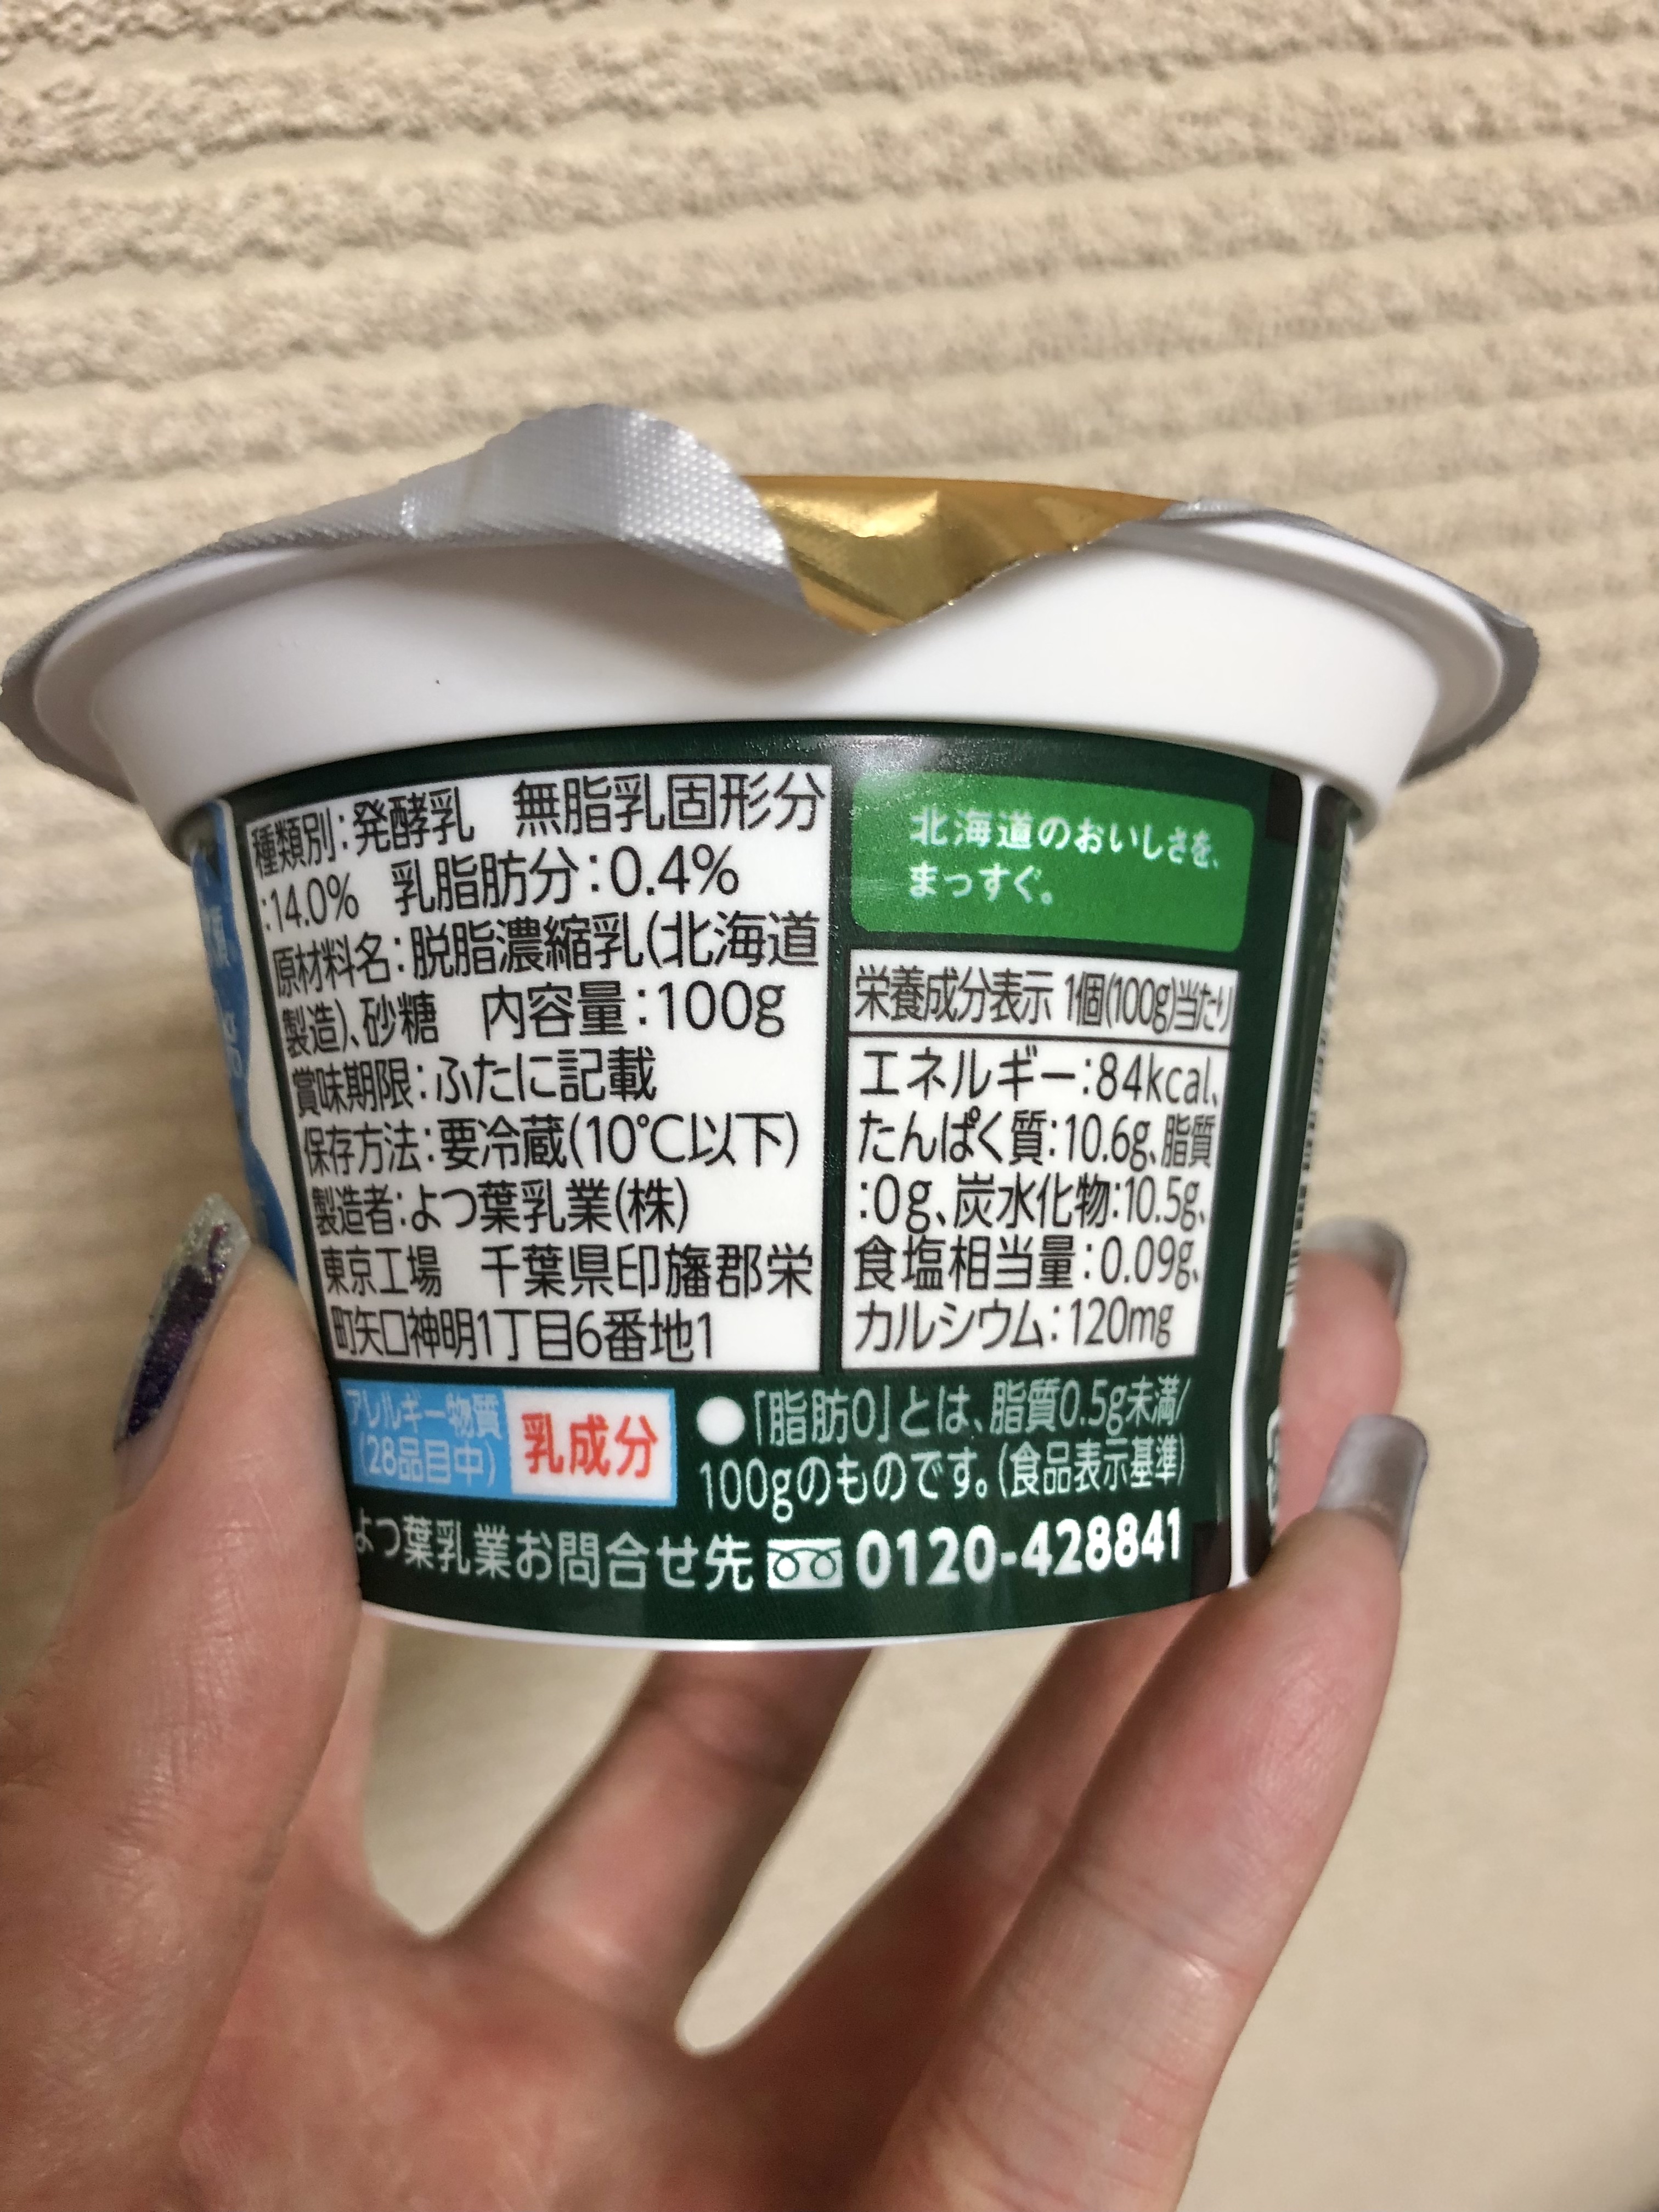 種類別:発酵乳 無脂乳固形分
:14.0% 乳脂肪分:0.4%
原材料名:脱脂濃縮乳(北海道
製造)、砂糖 内容量:100g
賞味期限:ふたに記載
保存方法:要冷蔵(10℃以下)
製造者:よつ葉乳業(株)
東京工場 千葉県印旛郡栄
町矢口神明1丁目6番地1
北海道のおいしさを、
まっすぐ。
栄養成分表示 1個(100g)当たり
エネルギー:84kcal、
たんぱく質:10.6g、脂質
:0g、炭水化物:10.5g、
食塩相当量:0.09g、
カルシウム:120mg
アレルギー物質
(28品目中)
乳成分
●「脂肪0」とは、脂質0.5g未満/
100gのものです。(食品表示基準)
よつ葉乳業お問合せ先 0120-428841